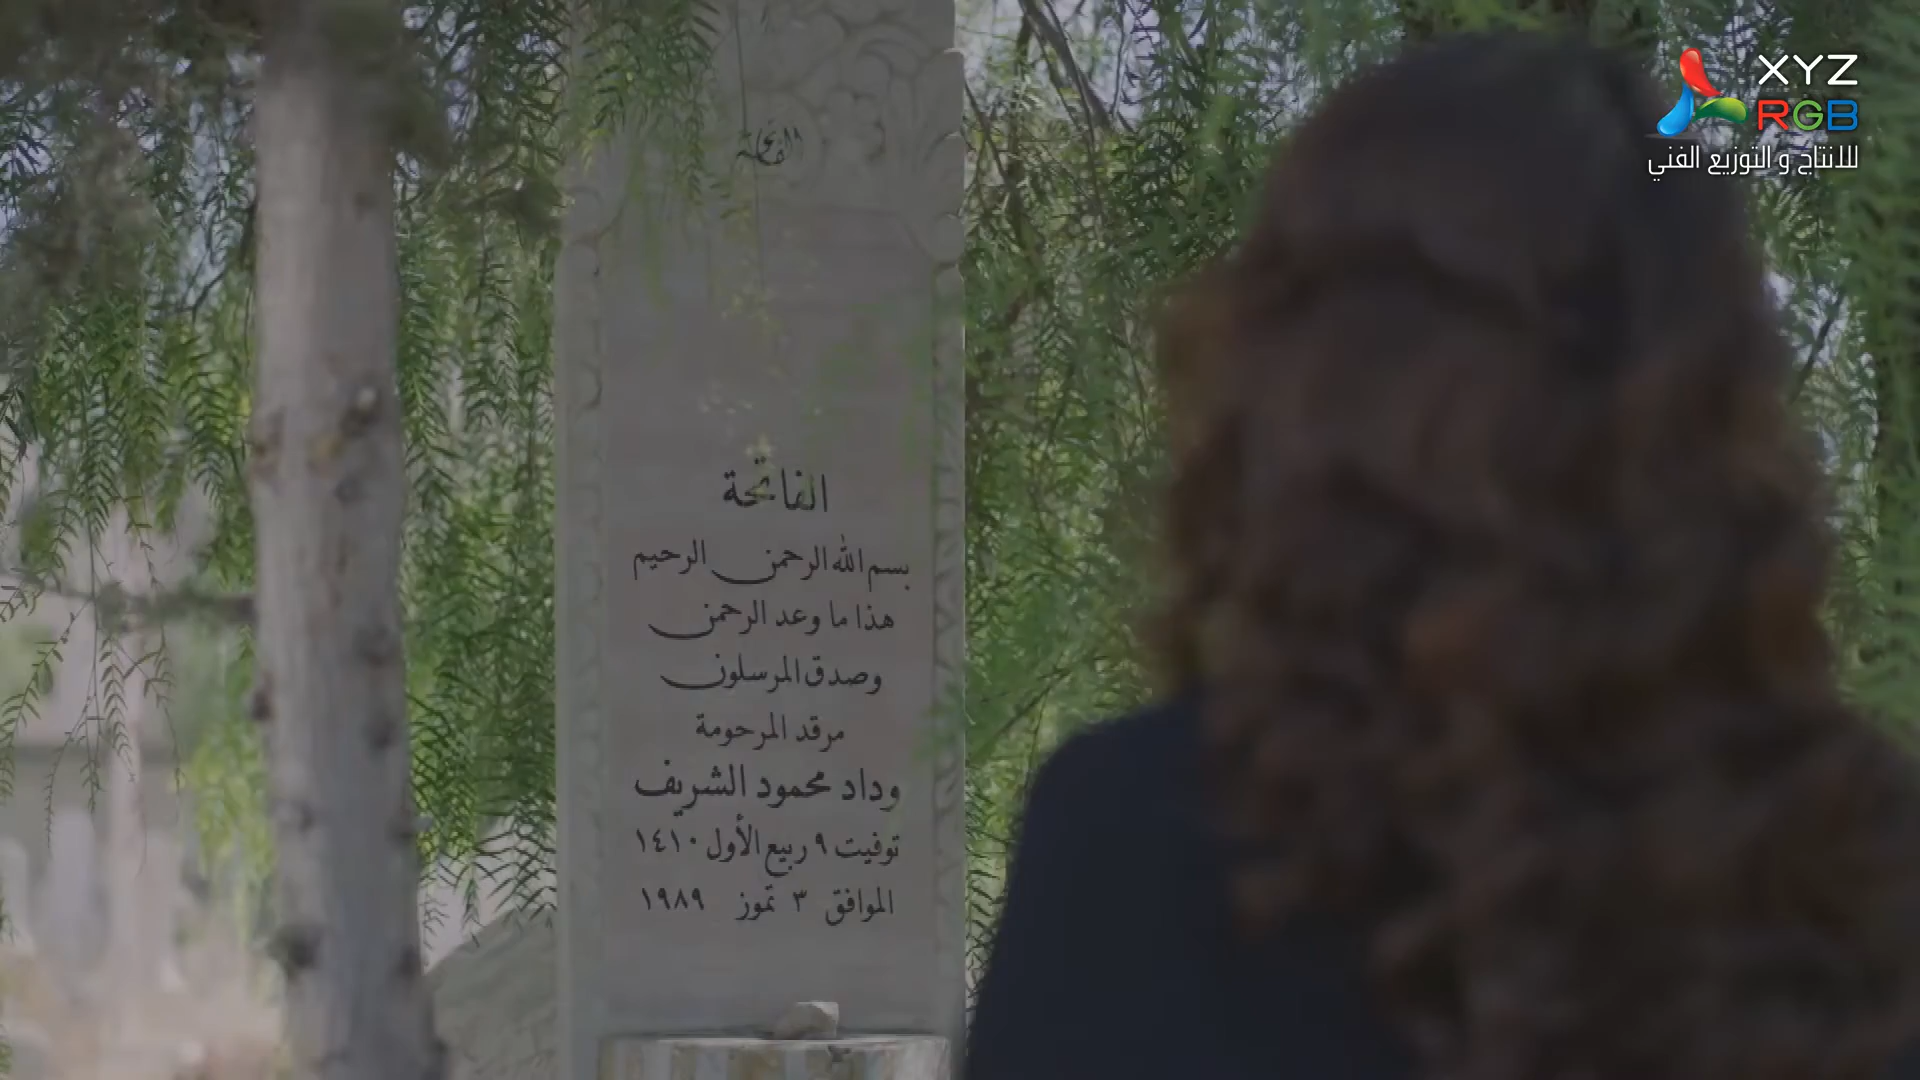 XYZ
RGB
للانتاج و التوزيع الفني
الفاتحة
الفاتحة
بسم الله الرحمن الرحيم
هذا ما وعد الرحمن
وصدق المرسلون
مرقد المرحومة
وداد محمود الشريف
توفيت ٩ ربيع الأول ١٤١٠
الموافق ٣ تموز ١٩٨٩